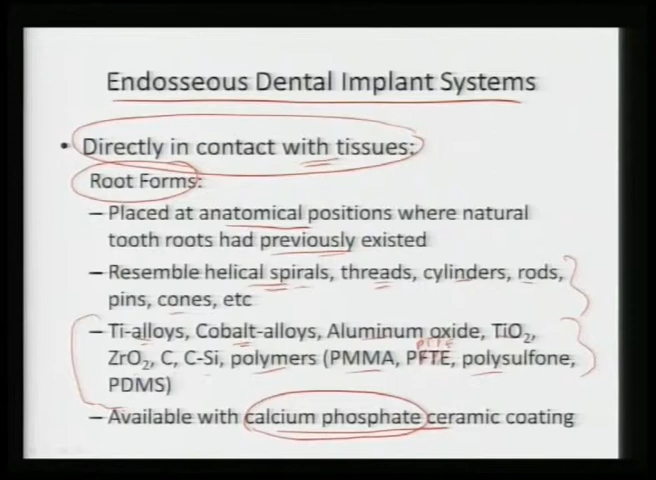 Endosseous Dental Implant Systems
• Directly in contact with tissues:
Root Forms:
– Placed at anatomical positions where natural
tooth roots had previously existed
– Resemble helical spirals, threads, cylinders, rods,
pins, cones, etc
– Ti-alloys, Cobalt-alloys, Aluminum oxide, TiO₂,
PTFE
ZrO₂, C, C-Si, polymers (PMMA, PFTE, polysulfone,
PDMS)
– Available with calcium phosphate ceramic coating